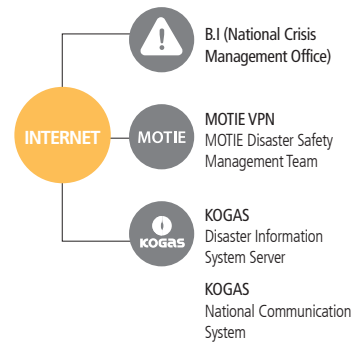 B.I (National Crisis
Management Office)
INTERNET
MOTIE
MOTIE VPN
MOTIE Disaster Safety
Management Team
KOGAS
KOGAS
Disaster Information
System Server
KOGAS
National Communication
System